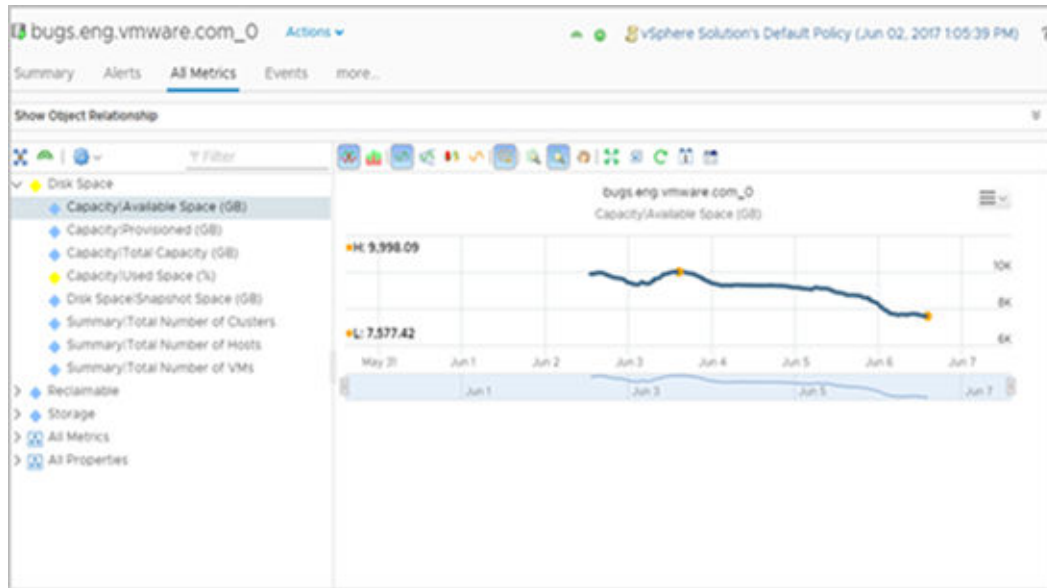 bugs.eng.vmware.com_0 Actions vSphere Solution's Default Policy (Jun 02, 2017 1:05:39 PM) ?
Summary Alerts All Metrics Events more...
Show Object Relationship
Filter
Disk Space
Capacity|Available Space (GB)
Capacity|Provisioned (GB)
Capacity|Total Capacity (GB)
Capacity|Used Space (%)
Disk Space|Snapshot Space (GB)
Summary|Total Number of Clusters
Summary|Total Number of Hosts
Summary|Total Number of VMs
Reclaimable
Storage
All Metrics
All Properties
bugs.eng.vmware.com_0
Capacity|Available Space (GB)
H: 9,998.09
10K
8K
L: 7,577.42
6K
May 31 Jun 1 Jun 2 Jun 3 Jun 4 Jun 5 Jun 6 Jun 7
Jun 1 Jun 3 Jun 5 Jun 7